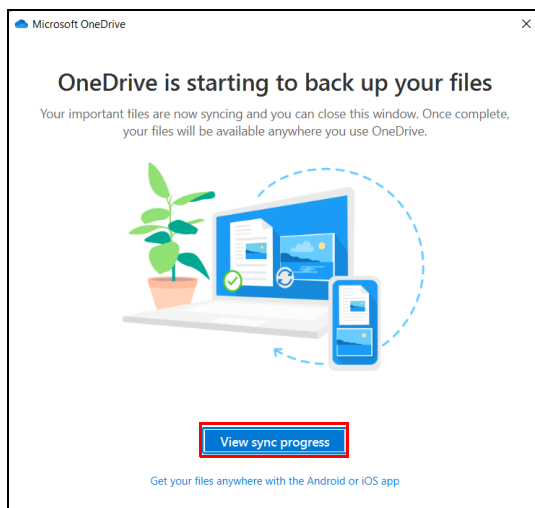 Microsoft OneDrive
OneDrive is starting to back up your files
Your important files are now syncing and you can close this window. Once complete,
your files will be available anywhere you use OneDrive.
View sync progress
Get your files anywhere with the Android or iOS app